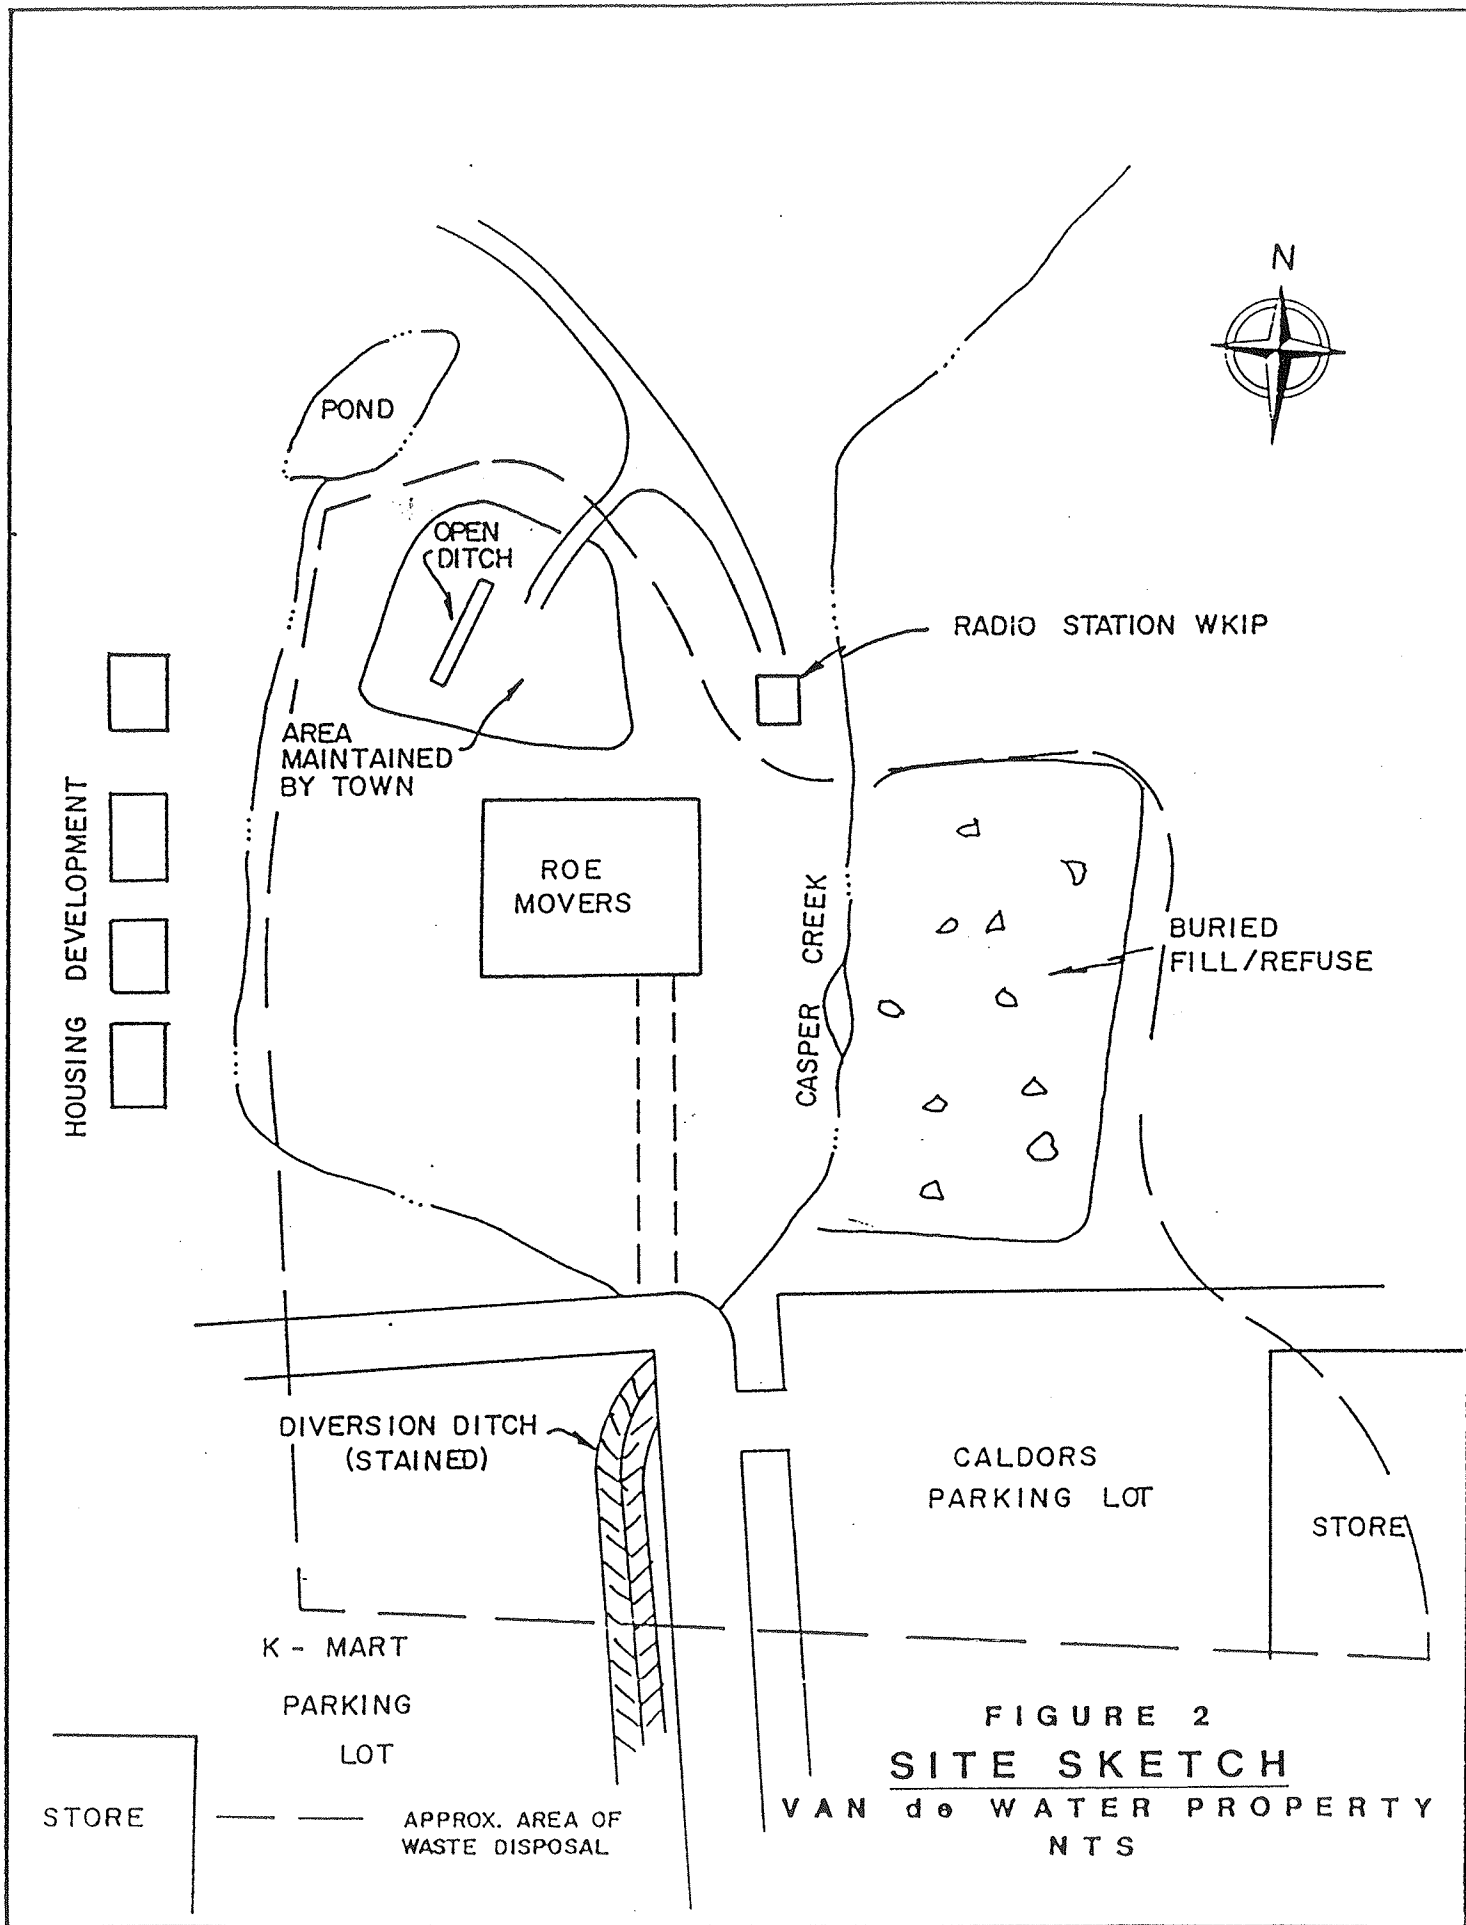 N
POND
OPEN
DITCH
RADIO STATION WKIP
AREA
MAINTAINED
BY TOWN
HOUSING DEVELOPMENT
ROE
MOVERS
CASPER CREEK
BURIED
FILL/REFUSE
DIVERSION DITCH
(STAINED)
CALDORS
PARKING LOT
STORE
K - MART
PARKING
LOT
STORE
APPROX. AREA OF
WASTE DISPOSAL
FIGURE 2
SITE SKETCH
VAN de WATER PROPERTY
NTS